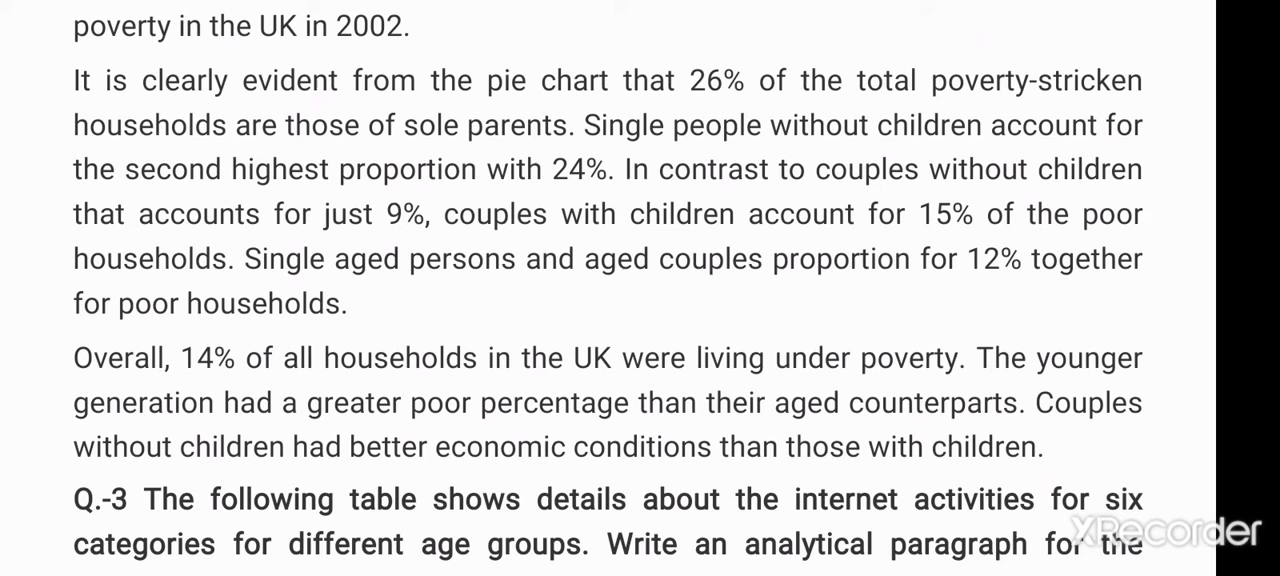 poverty in the UK in 2002.
It is clearly evident from the pie chart that 26% of the total poverty-stricken
households are those of sole parents. Single people without children account for
the second highest proportion with 24%. In contrast to couples without children
that accounts for just 9%, couples with children account for 15% of the poor
households. Single aged persons and aged couples proportion for 12% together
for poor households.
Overall, 14% of all households in the UK were living under poverty. The younger
generation had a greater poor percentage than their aged counterparts. Couples
without children had better economic conditions than those with children.
Q.-3 The following table shows details about the internet activities for six
categories for different age groups. Write an analytical paragraph for the
XRecorder